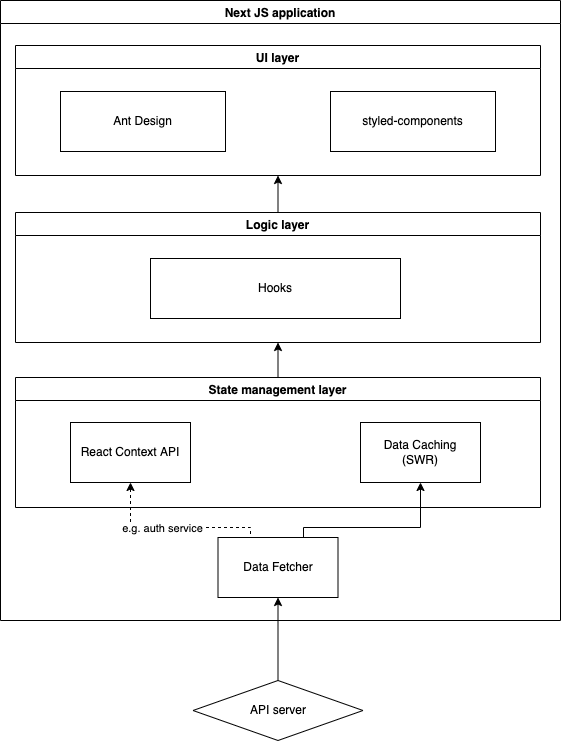 Next JS application
UI layer
Ant Design
styled-components
Logic layer
Hooks
State management layer
React Context API
Data Caching
(SWR)
e.g. auth service
Data Fetcher
API server